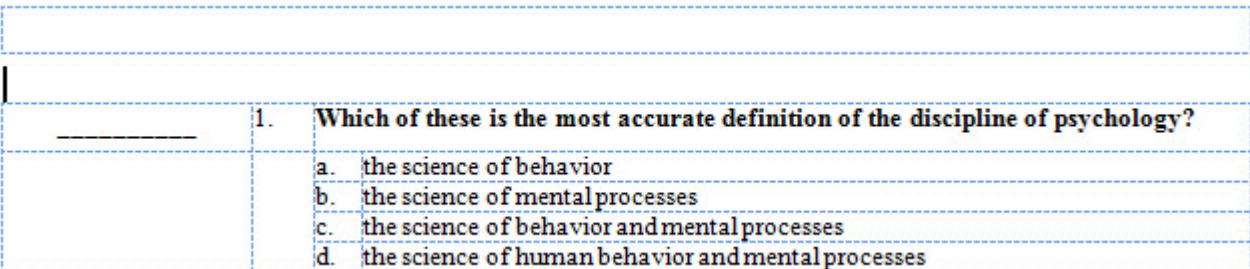 __________ 1. Which of these is the most accurate definition of the discipline of psychology?
a. the science of behavior
b. the science of mental processes
c. the science of behavior and mental processes
d. the science of human behavior and mental processes